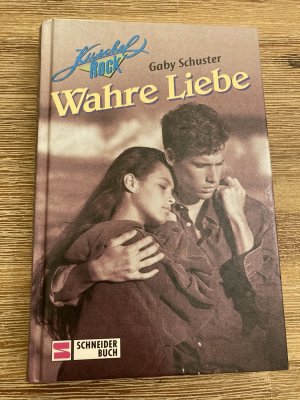 Kuschel
Rock
Gaby Schuster
Wahre Liebe
SCHNEIDER
BUCH